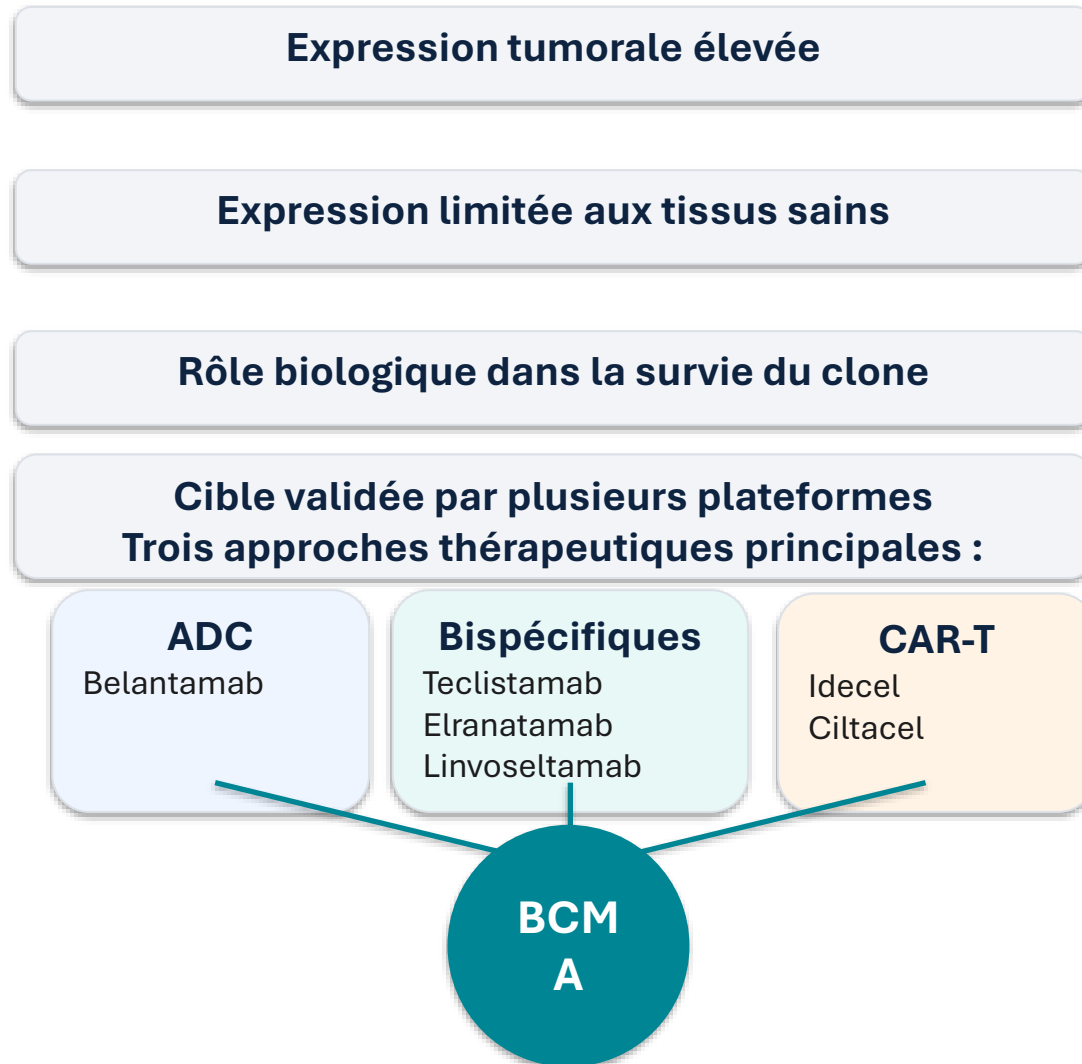 Expression tumorale élevée
Expression limitée aux tissus sains
Rôle biologique dans la survie du clone
Cible validée par plusieurs plateformes
Trois approches thérapeutiques principales :
ADC
Belantamab
Bispécifiques
Teclistamab
Elranatamab
Linvoseltamab
CAR-T
Idecel
Ciltacel
BCM
A